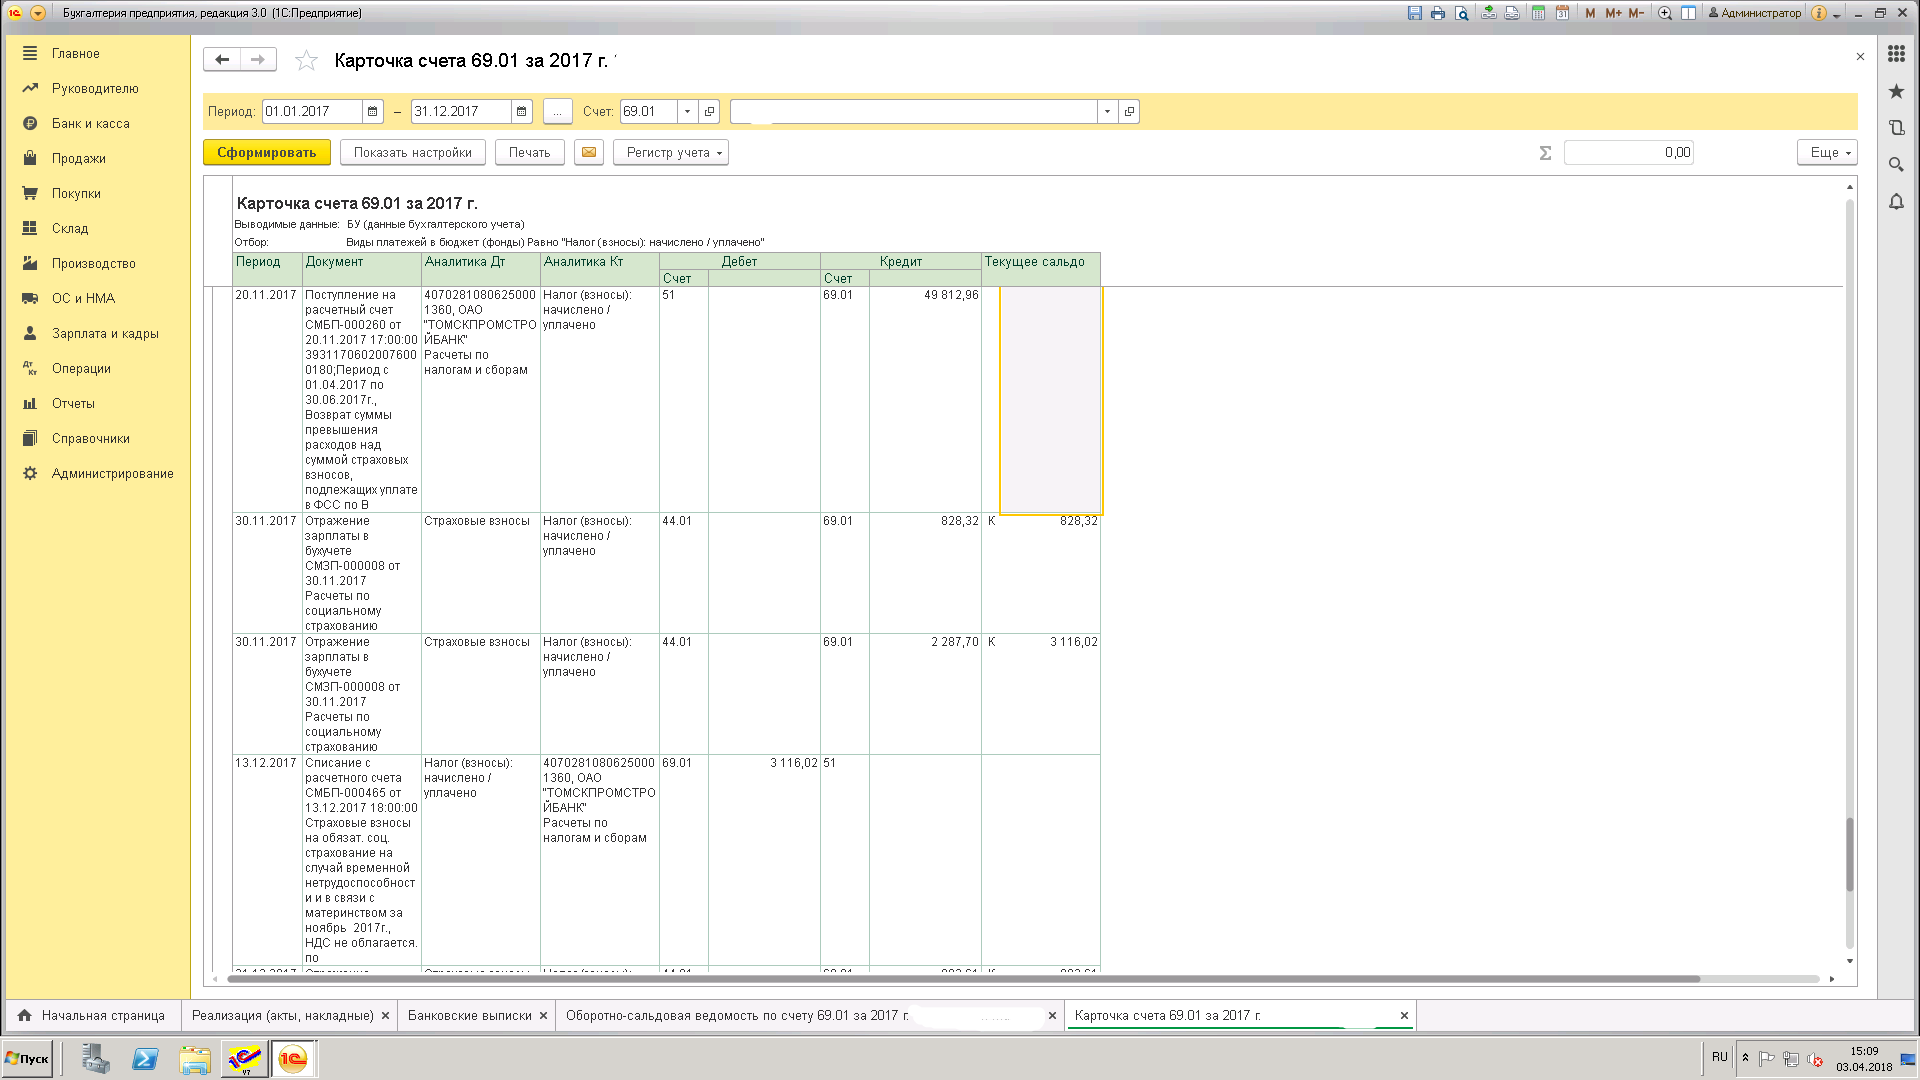 Бухгалтерия предприятия, редакция 3.0 (1С:Предприятие)
M M+ M- Администратор
Главное
Руководителю
Банк и касса
Продажи
Покупки
Склад
Производство
ОС и НМА
Зарплата и кадры
Операции
Отчеты
Справочники
Администрирование
Карточка счета 69.01 за 2017 г.
Период: 01.01.2017 – 31.12.2017 ... Счет: 69.01
Сформировать Показать настройки Печать Регистр учета Σ 0,00 Еще
Карточка счета 69.01 за 2017 г.
Выводимые данные: БУ (данные бухгалтерского учета)
Отбор: Виды платежей в бюджет (фонды) Равно "Налог (взносы): начислено / уплачено"
Период Документ Аналитика Дт Аналитика Кт Дебет Кредит Текущее сальдо
Счет Счет
20.11.2017
Поступление на
расчетный счет
СМБП-000260 от
20.11.2017 17:00:00
3931170602007600
0180;Период с
01.04.2017 по
30.06.2017г.,
Возврат суммы
превышения
расходов над
суммой страховых
взносов,
подлежащих уплате
в ФСС по В
4070281080625000
1360, ОАО
"ТОМСКПРОМСТРО
ЙБАНК"
Расчеты по
налогам и сборам
Налог (взносы):
начислено /
уплачено
51
69.01
49 812,96
30.11.2017
Отражение
зарплаты в
бухучете
СМЗП-000008 от
30.11.2017
Расчеты по
социальному
страхованию
Страховые взносы
Налог (взносы):
начислено /
уплачено
44.01
69.01
828,32
К 828,32
30.11.2017
Отражение
зарплаты в
бухучете
СМЗП-000008 от
30.11.2017
Расчеты по
социальному
страхованию
Страховые взносы
Налог (взносы):
начислено /
уплачено
44.01
69.01
2 287,70
К 3 116,02
13.12.2017
Списание с
расчетного счета
СМБП-000465 от
13.12.2017 18:00:00
Страховые взносы
на обязат. соц.
страхование на
случай временной
нетрудоспособност
и и в связи с
материнством за
ноябрь 2017г.,
НДС не облагается.
по
Налог (взносы):
начислено /
уплачено
4070281080625000
1360, ОАО
"ТОМСКПРОМСТРО
ЙБАНК"
Расчеты по
налогам и сборам
69.01
3 116,02
51
Начальная страница
Реализация (акты, накладные)
Банковские выписки
Оборотно-сальдовая ведомость по счету 69.01 за 2017 г.
Карточка счета 69.01 за 2017 г.
Пуск
RU
15:09
03.04.2018